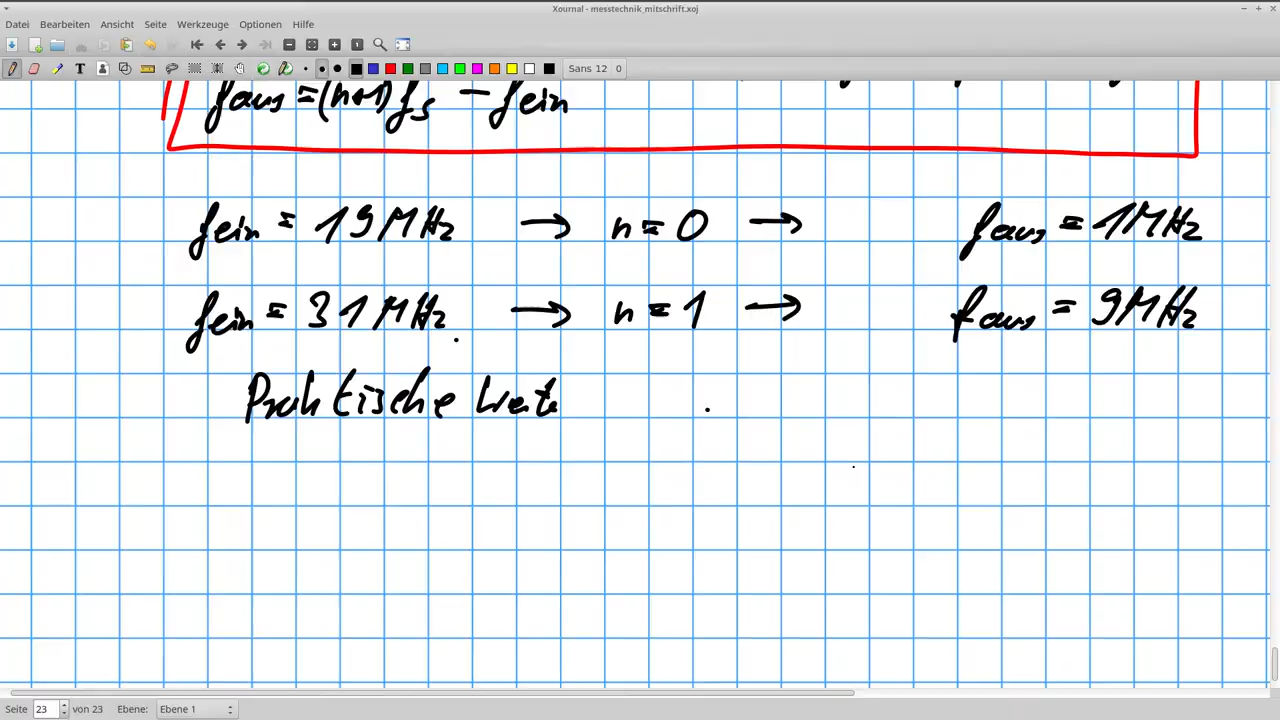 Xournal - messtechnik_mitschrift.xoj
Datei Bearbeiten Ansicht Seite Werkzeuge Optionen Hilfe
Sans 12 0
faus = (n+1) fs - fein
fein = 19 MHz → n = 0 → faus = 1 MHz
fein = 31 MHz → n = 1 → faus = 9 MHz
Praktische Werte
Seite 23 von 23 Ebene: Ebene 1